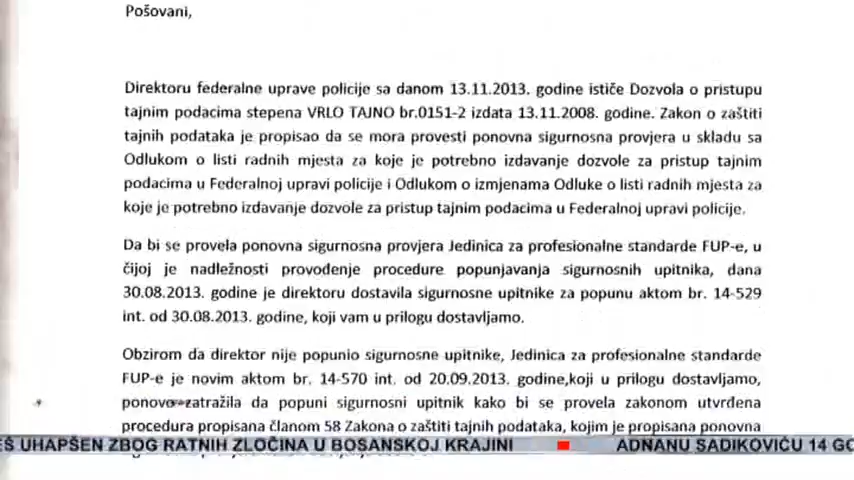 Pošovani,
Direktoru federalne uprave policije sa danom 13.11.2013. godine ističe Dozvola o pristupu
tajnim podacima stepena VRLO TAJNO br.0151-2 izdata 13.11.2008. godine. Zakon o zaštiti
tajnih podataka je propisao da se mora provesti ponovna sigurnosna provjera u skladu sa
Odlukom o listi radnih mjesta za koje je potrebno izdavanje dozvole za pristup tajnim
podacima u Federalnoj upravi policije i Odlukom o izmjenama Odluke o listi radnih mjesta za
koje je potrebno izdavanje dozvole za pristup tajnim podacima u Federalnoj upravi policije.
Da bi se provela ponovna sigurnosna provjera Jedinica za profesionalne standarde FUP-e, u
čijoj je nadležnosti provođenje procedure popunjavanja sigurnosnih upitnika, dana
30.08.2013. godine je direktoru dostavila sigurnosne upitnike za popunu aktom br. 14-529
int. od 30.08.2013. godine, koji vam u prilogu dostavljamo.
Obzirom da direktor nije popunio sigurnosne upitnike, Jedinica za profesionalne standarde
FUP-e je novim aktom br. 14-570 int. od 20.09.2013. godine,koji u prilogu dostavljamo,
ponovo zatražila da popuni sigurnosni upitnik kako bi se provela zakonom utvrđena
procedura propisana članom 58 Zakona o zaštiti tajnih podataka, kojim je propisana ponovna
EŠ UHAPŠEN ZBOG RATNIH ZLOČINA U BOSANSKOJ KRAJINI ADNANU SADIKOVIĆU 14 GO